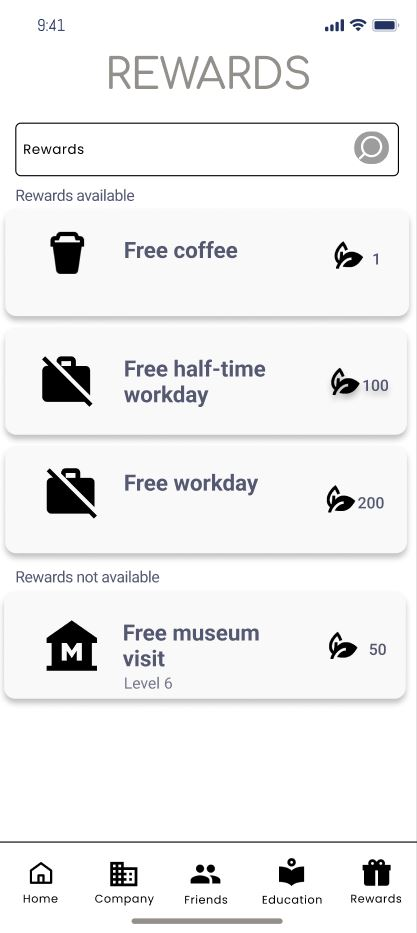 9:41
REWARDS
Rewards
Rewards available
Free coffee
1
Free half-time
workday
100
Free workday
200
Rewards not available
M
Free museum
visit
50
Level 6
Home
Company
Friends
Education
Rewards